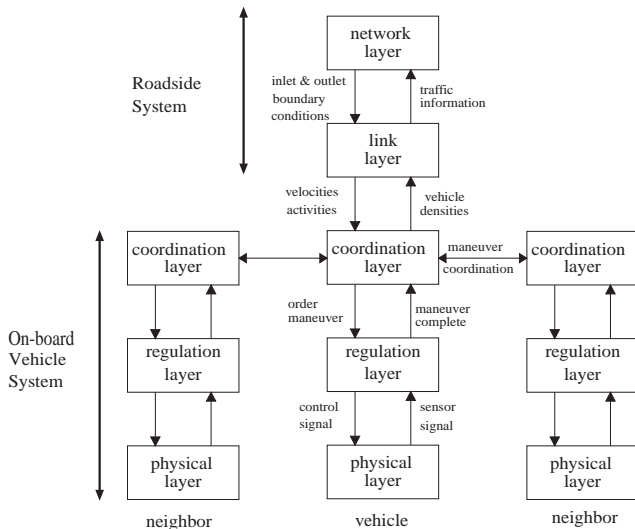 network
layer
Roadside
System
inlet & outlet
boundary
conditions
traffic
information
link
layer
velocities
activities
vehicle
densities
coordination
layer
coordination
layer
maneuver
coordination
coordination
layer
order
maneuver
maneuver
complete
On-board
Vehicle
System
regulation
layer
regulation
layer
regulation
layer
control
signal
sensor
signal
physical
layer
physical
layer
physical
layer
neighbor
vehicle
neighbor